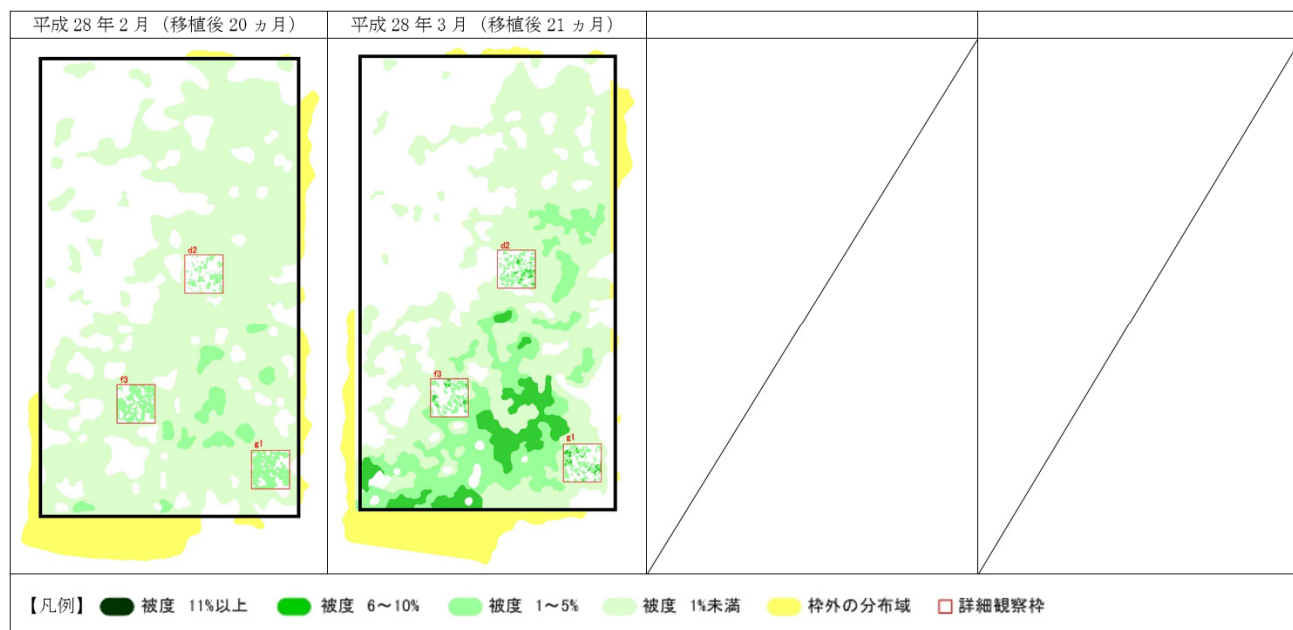 平成 28 年 2 月 (移植後 20 ヵ月)
平成 28 年 3 月 (移植後 21 ヵ月)
d2
f3
g1
d2
f3
g1
【凡例】 被度 11%以上 被度 6~10% 被度 1~5% 被度 1%未満 枠外の分布域 詳細観察枠